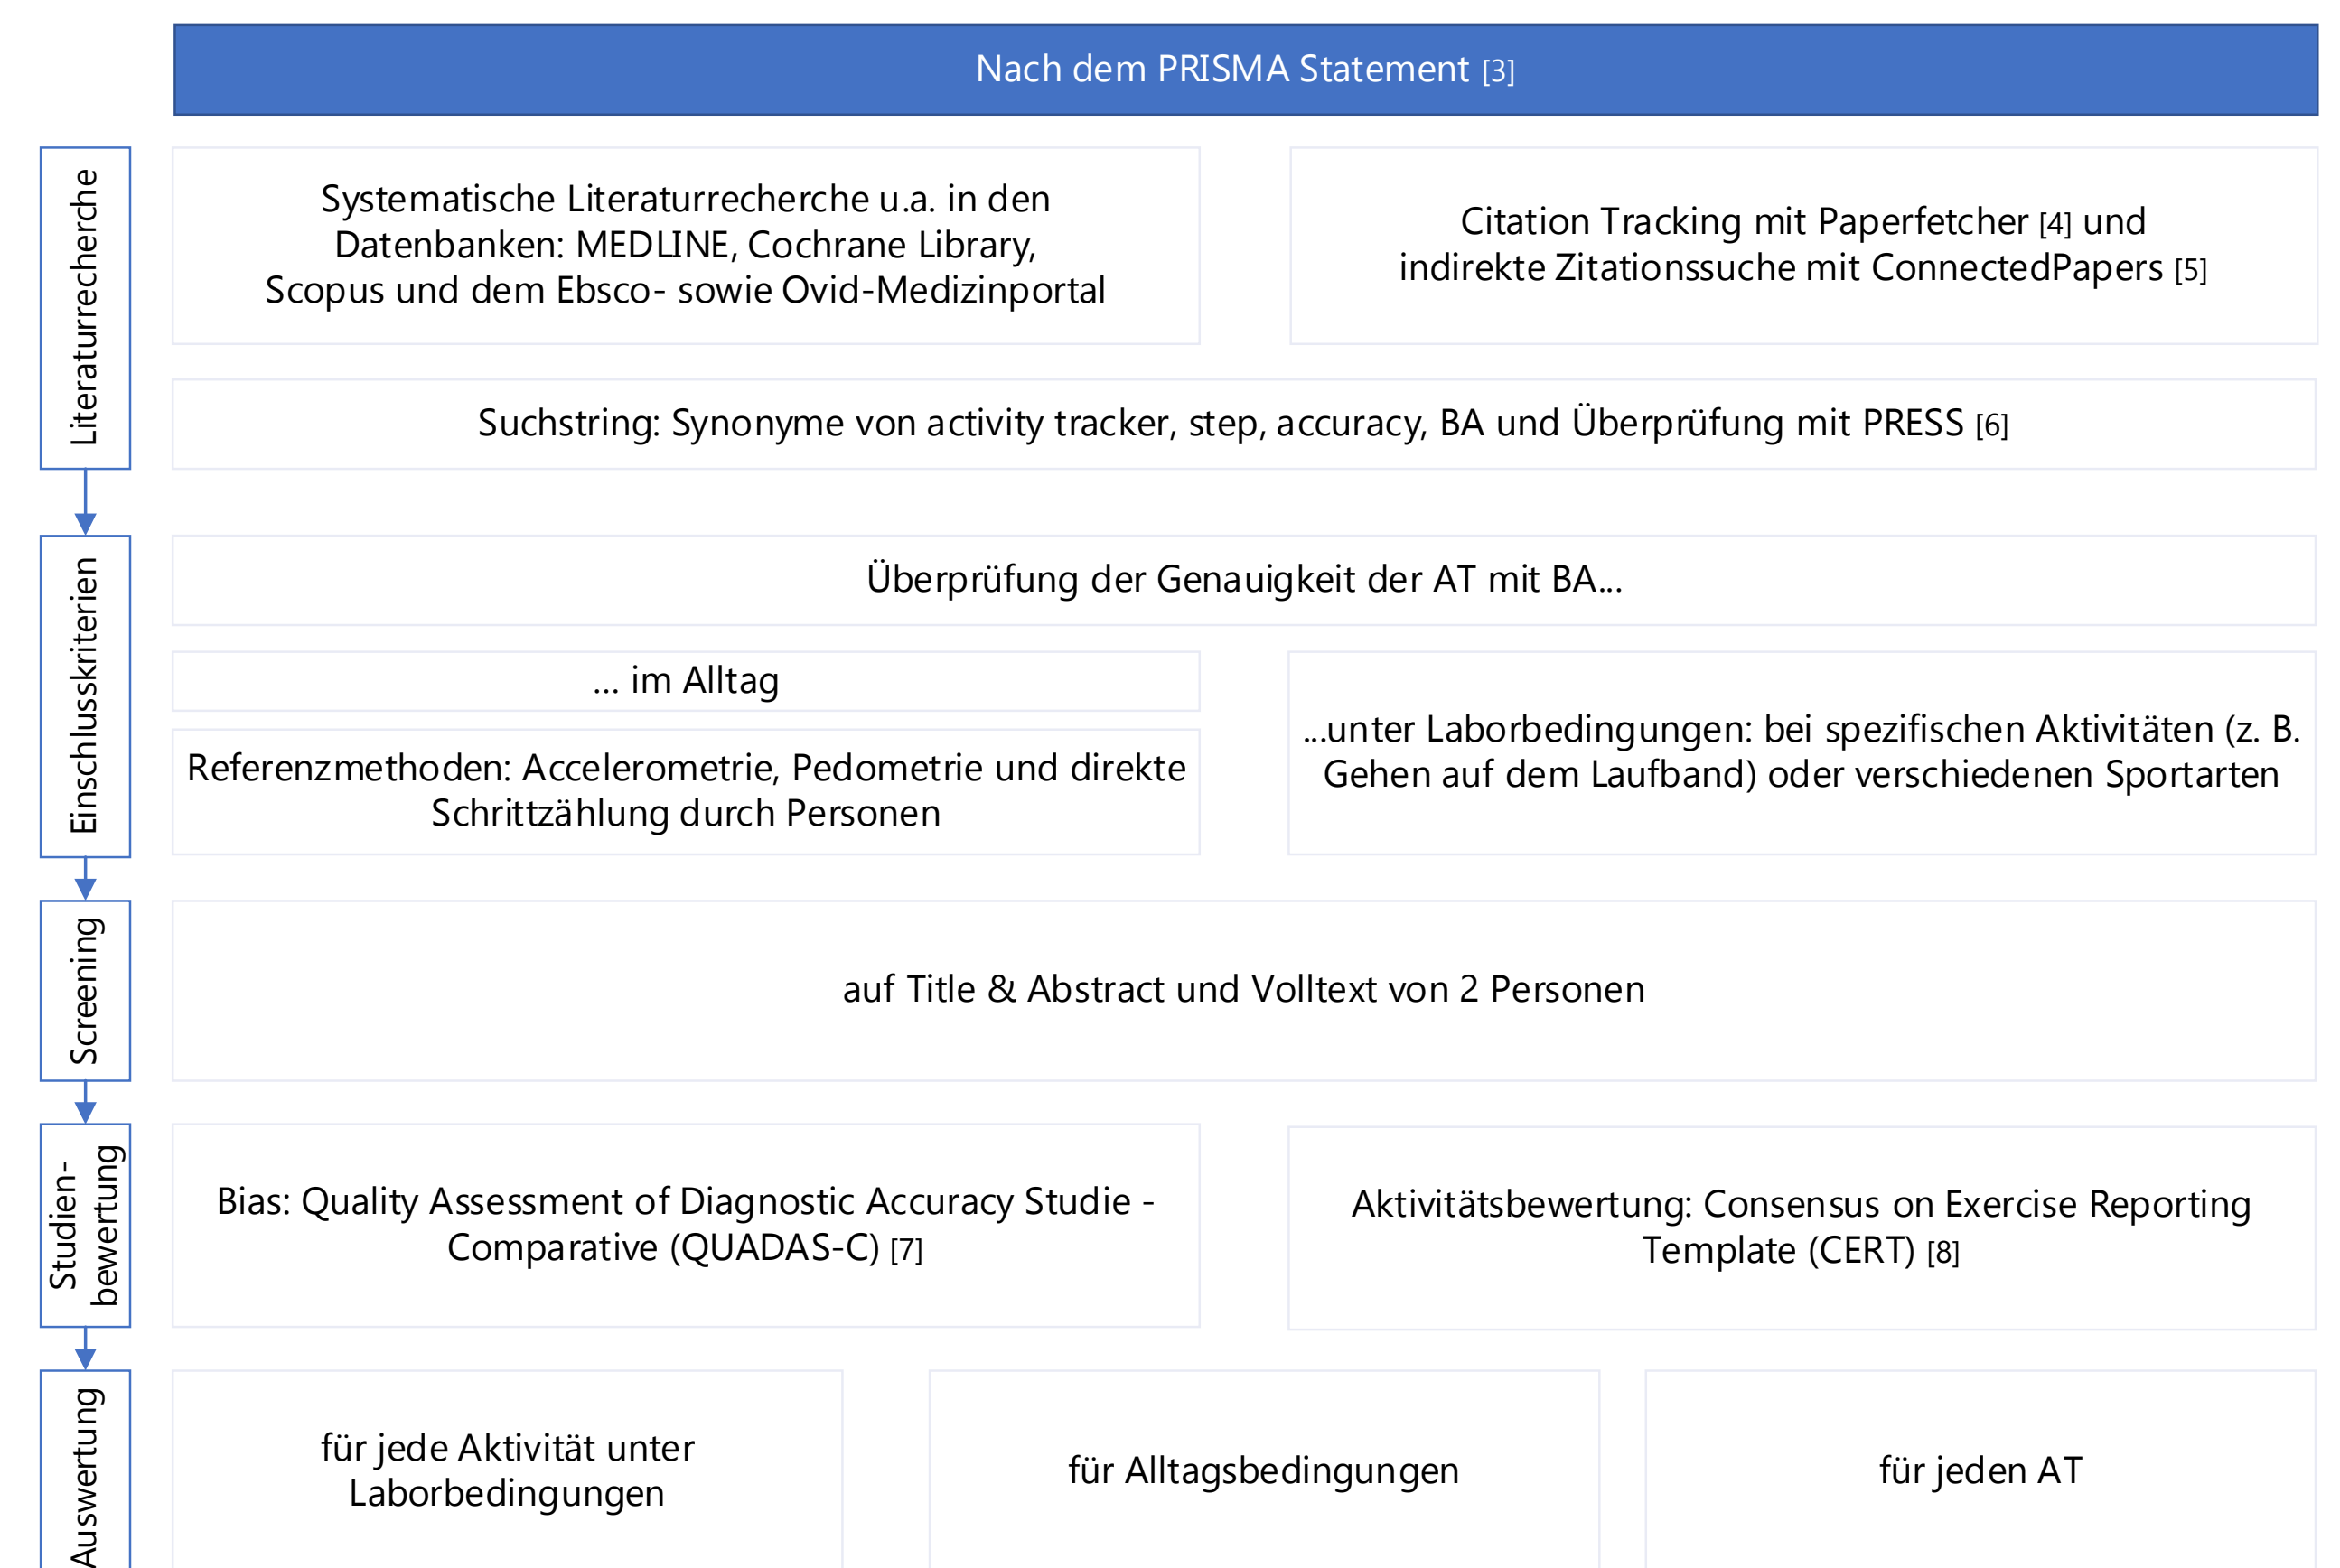 Nach dem PRISMA Statement [3]
Literaturrecherche
Systematische Literaturrecherche u.a. in den
Datenbanken: MEDLINE, Cochrane Library,
Scopus und dem Ebsco- sowie Ovid-Medizinportal
Citation Tracking mit Paperfetcher [4] und
indirekte Zitationssuche mit ConnectedPapers [5]
Suchstring: Synonyme von activity tracker, step, accuracy, BA und Überprüfung mit PRESS [6]
Einschlusskriterien
Überprüfung der Genauigkeit der AT mit BA...
... im Alltag
Referenzmethoden: Accelerometrie, Pedometrie und direkte
Schrittzählung durch Personen
...unter Laborbedingungen: bei spezifischen Aktivitäten (z. B.
Gehen auf dem Laufband) oder verschiedenen Sportarten
Screening
auf Title & Abstract und Volltext von 2 Personen
Studien-
bewertung
Bias: Quality Assessment of Diagnostic Accuracy Studie -
Comparative (QUADAS-C) [7]
Aktivitätsbewertung: Consensus on Exercise Reporting
Template (CERT) [8]
Auswertung
für jede Aktivität unter
Laborbedingungen
für Alltagsbedingungen
für jeden AT